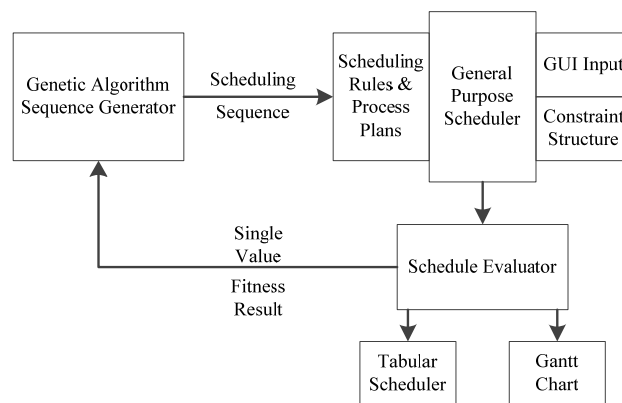 Genetic Algorithm
Sequence Generator
Scheduling
Sequence
Scheduling
Rules &
Process
Plans
General
Purpose
Scheduler
GUI Input
Constraint
Structure
Single
Value
Fitness
Result
Schedule Evaluator
Tabular
Scheduler
Gantt
Chart